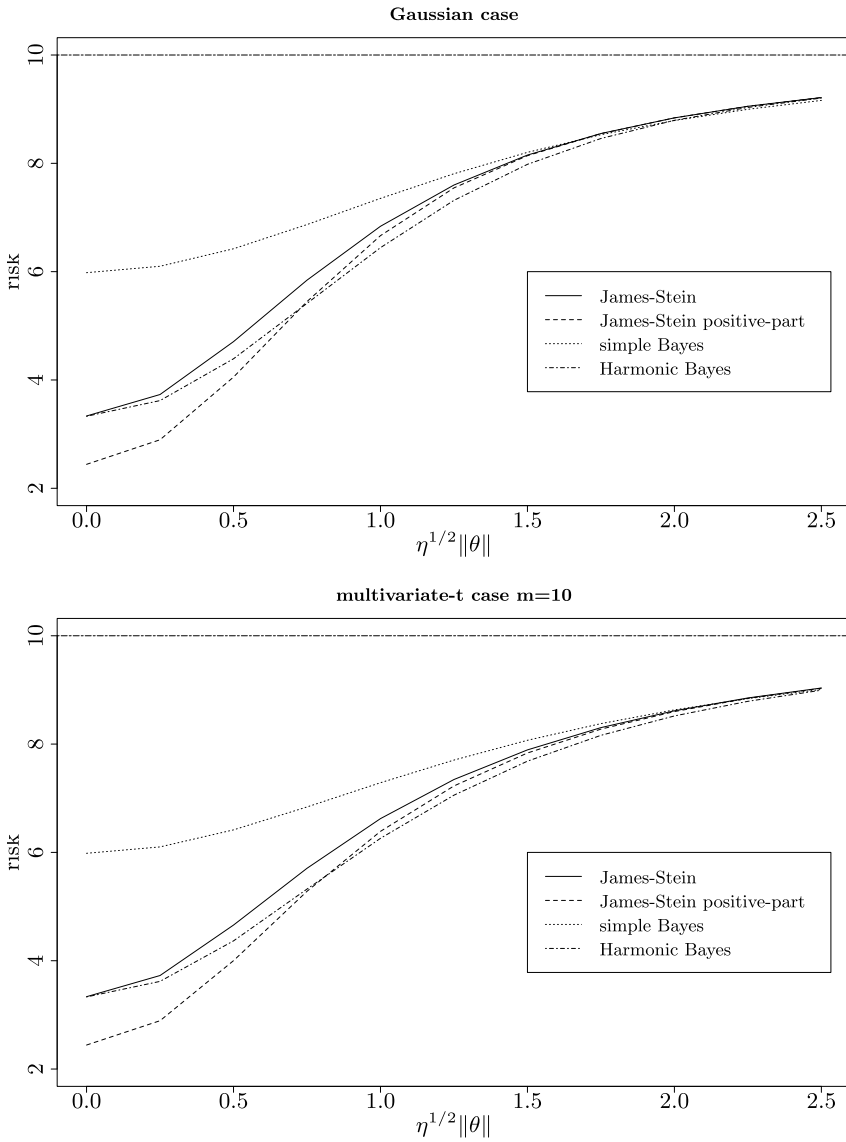 Gaussian case
10
8
6
4
2
risk
James-Stein
James-Stein positive-part
simple Bayes
Harmonic Bayes
0.0 0.5 1.0 1.5 2.0 2.5
η^{1/2}‖θ‖
multivariate-t case m=10
10
8
6
4
2
risk
James-Stein
James-Stein positive-part
simple Bayes
Harmonic Bayes
0.0 0.5 1.0 1.5 2.0 2.5
η^{1/2}‖θ‖